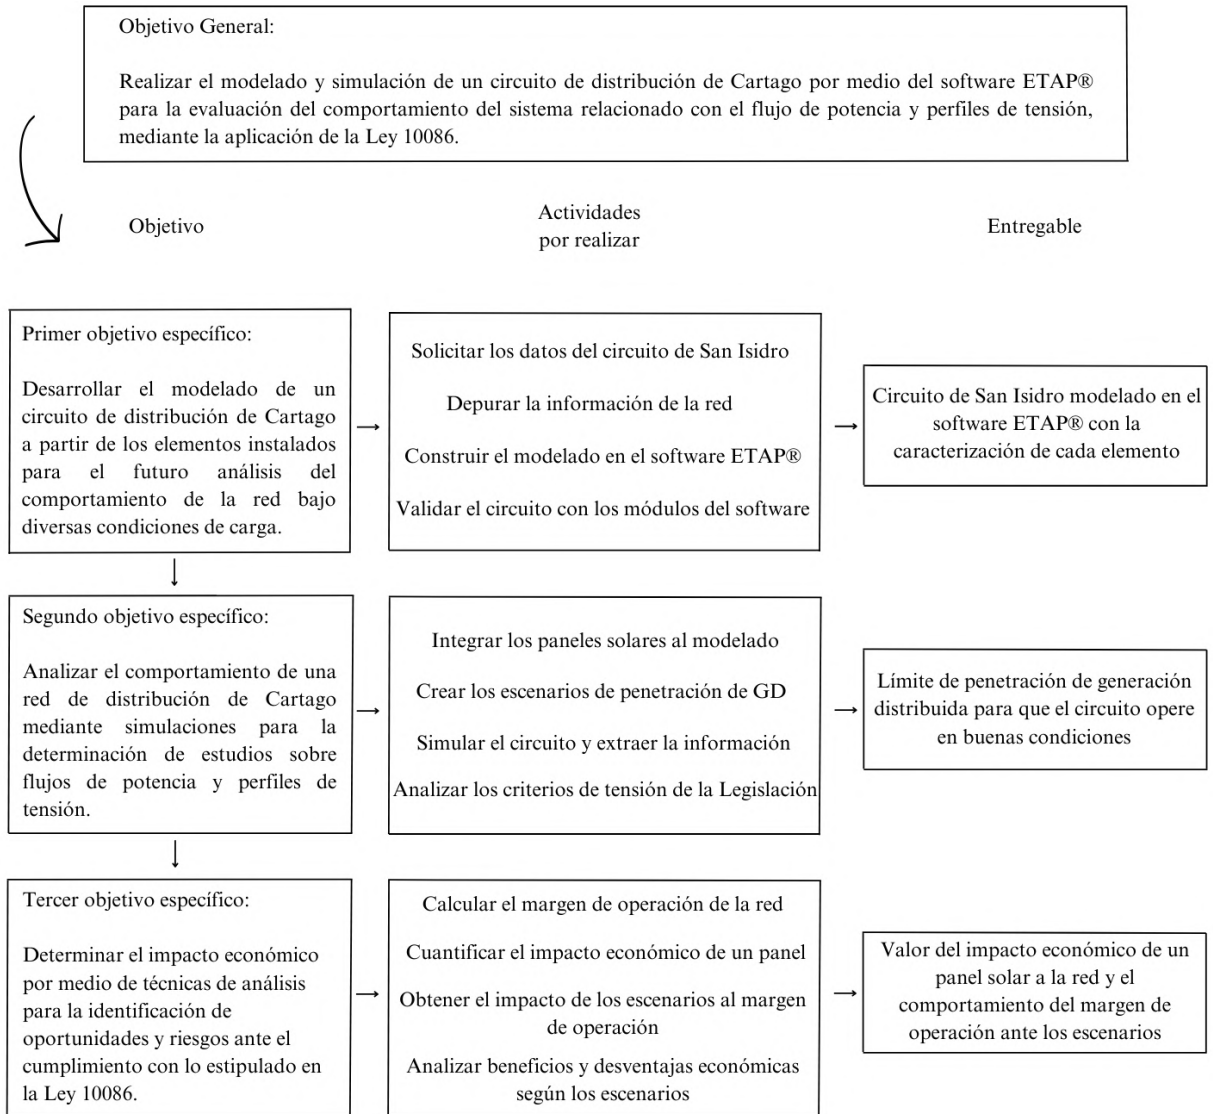 Objetivo General:
Realizar el modelado y simulación de un circuito de distribución de Cartago por medio del software ETAP®
para la evaluación del comportamiento del sistema relacionado con el flujo de potencia y perfiles de tensión,
mediante la aplicación de la Ley 10086.
Objetivo
Actividades
por realizar
Entregable
Primer objetivo específico:
Desarrollar el modelado de un
circuito de distribución de Cartago
a partir de los elementos instalados
para el futuro análisis del
comportamiento de la red bajo
diversas condiciones de carga.
Solicitar los datos del circuito de San Isidro
Depurar la información de la red
Construir el modelado en el software ETAP®
Validar el circuito con los módulos del software
Circuito de San Isidro modelado en el
software ETAP® con la
caracterización de cada elemento
Segundo objetivo específico:
Analizar el comportamiento de una
red de distribución de Cartago
mediante simulaciones para la
determinación de estudios sobre
flujos de potencia y perfiles de
tensión.
Integrar los paneles solares al modelado
Crear los escenarios de penetración de GD
Simular el circuito y extraer la información
Analizar los criterios de tensión de la Legislación
Límite de penetración de generación
distribuida para que el circuito opere
en buenas condiciones
Tercer objetivo específico:
Determinar el impacto económico
por medio de técnicas de análisis
para la identificación de
oportunidades y riesgos ante el
cumplimiento con lo estipulado en
la Ley 10086.
Calcular el margen de operación de la red
Cuantificar el impacto económico de un panel
Obtener el impacto de los escenarios al margen
de operación
Analizar beneficios y desventajas económicas
según los escenarios
Valor del impacto económico de un
panel solar a la red y el
comportamiento del margen de
operación ante los escenarios